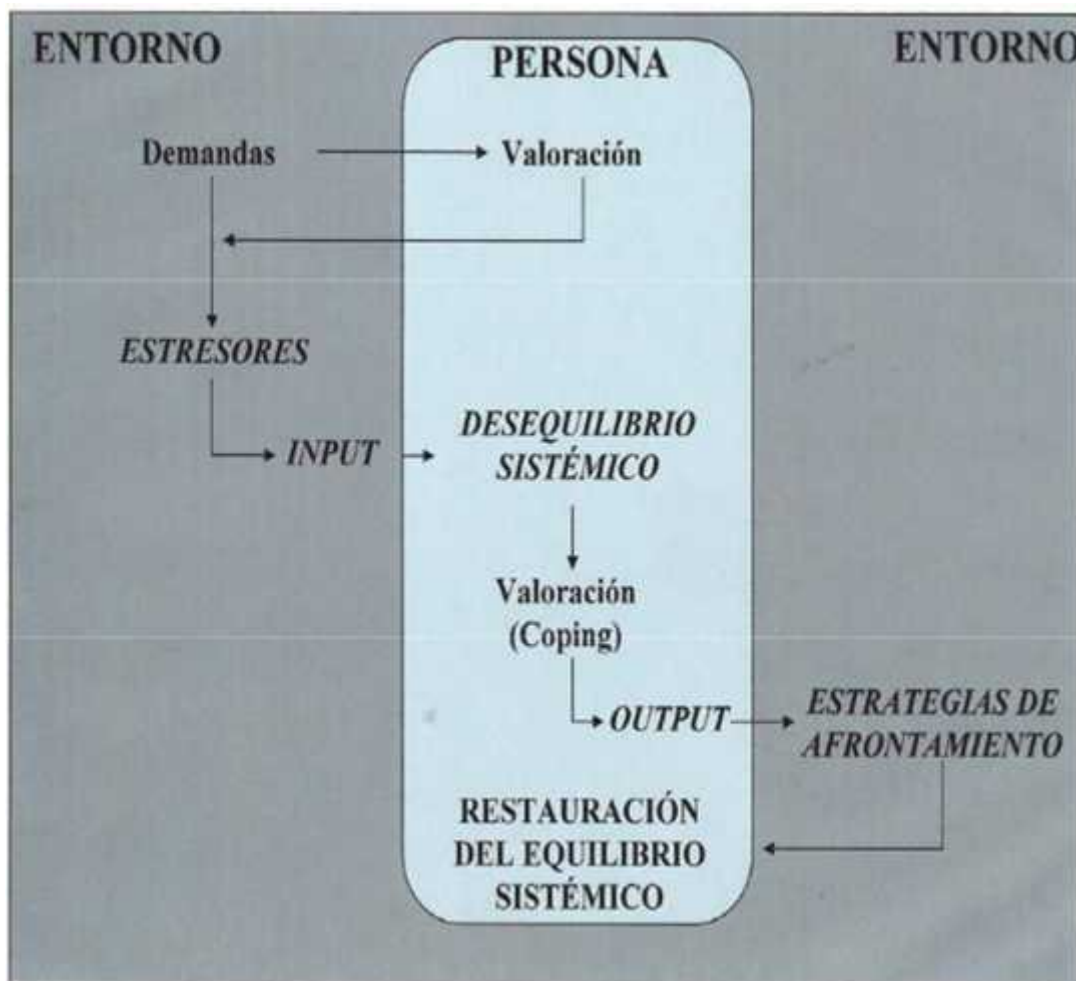 ENTORNO
PERSONA
ENTORNO
Demandas
Valoración
ESTRESORES
INPUT
DESEQUILIBRIO
SISTÉMICO
Valoración
(Coping)
OUTPUT
ESTRATEGIAS DE
AFRONTAMIENTO
RESTAURACIÓN
DEL EQUILIBRIO
SISTÉMICO